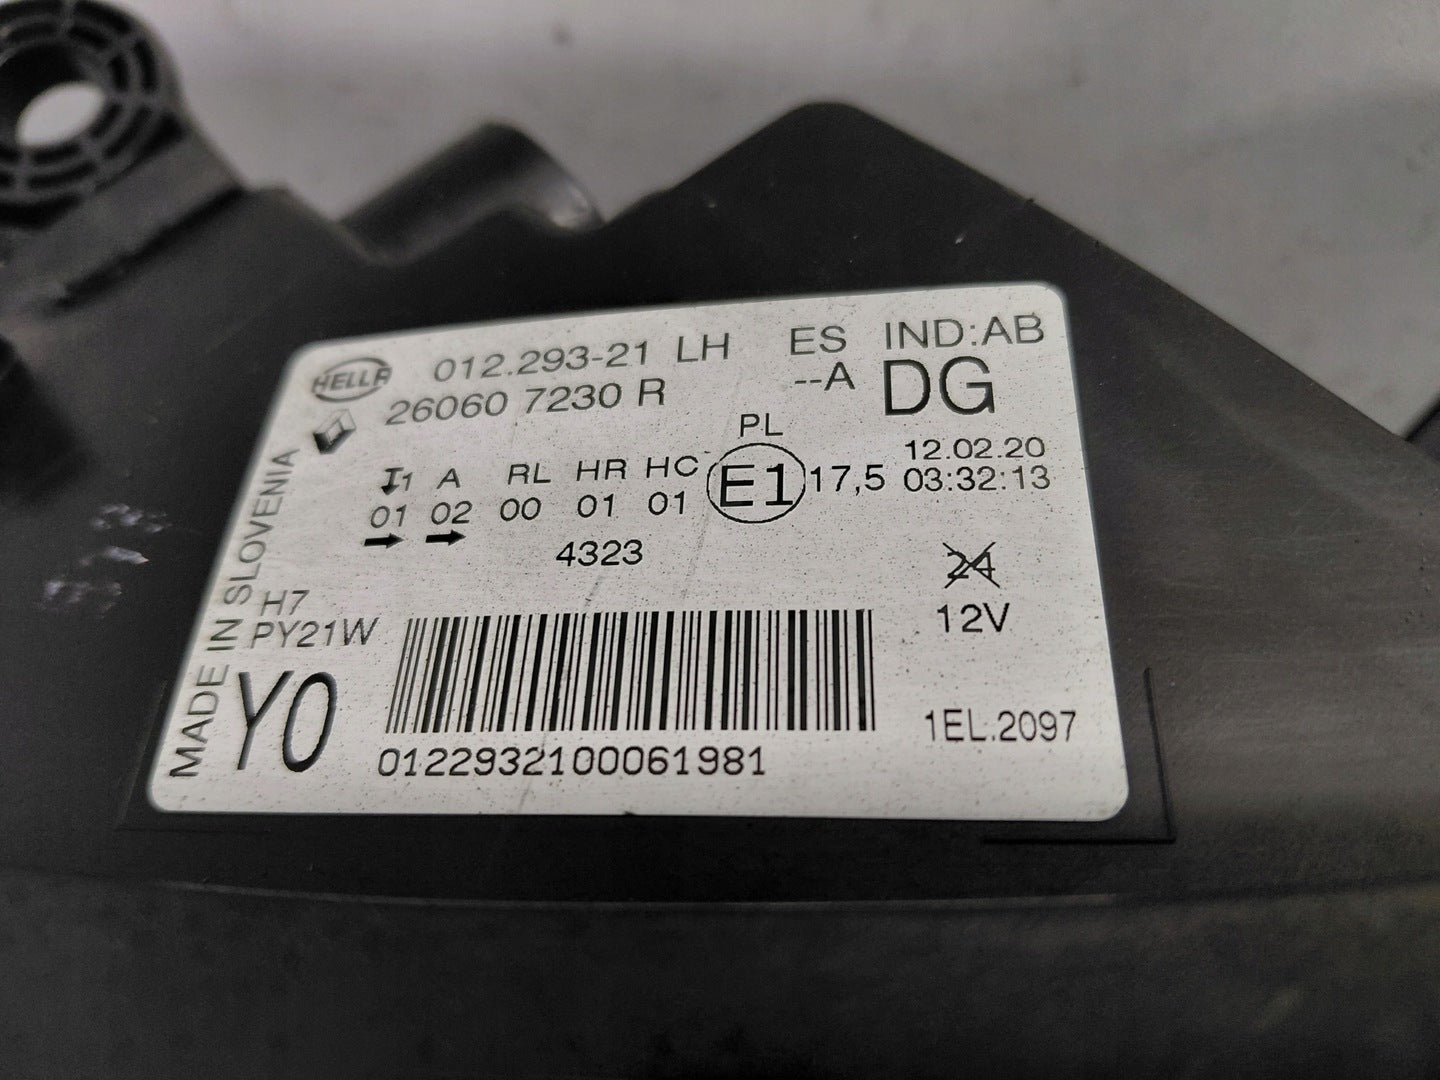 HELLA 012.293-21 LH ES IND:AB
26060 7230 R --A DG
PL
I1 A RL HR HC E1 17,5 12.02.20
01 02 00 01 01 03:32:13
4323
24
12V
H7
PY21W
Y0
MADE IN SLOVENIA
0122932100061981
1EL.2097